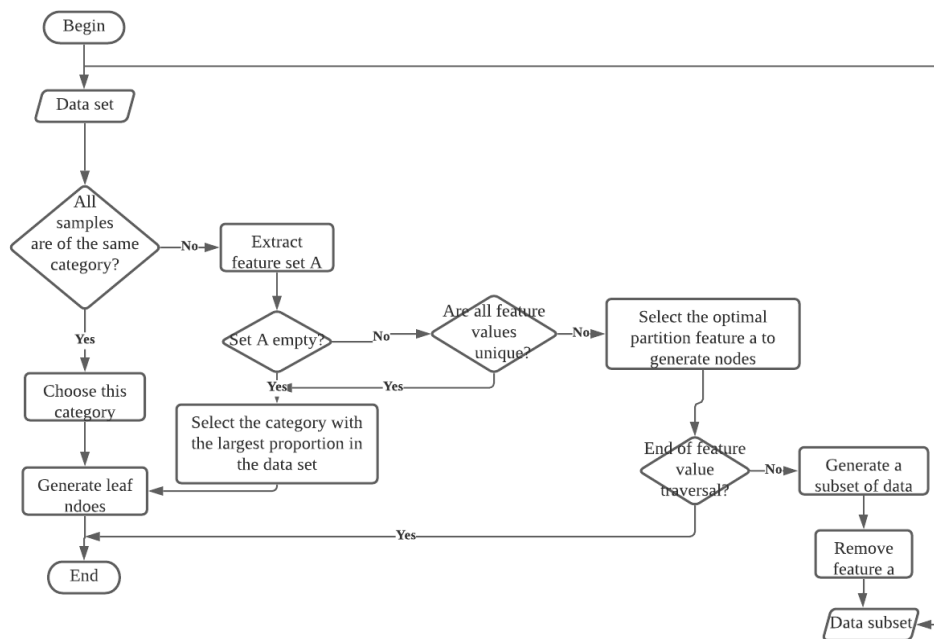 Begin
Data set
All
samples
are of the same
category?
No
Extract
feature set A
Yes
Set A empty?
No
Are all feature
values
unique?
No
Select the optimal
partition feature a to
generate nodes
Yes
Yes
Choose this
category
Select the category with
the largest proportion in
the data set
Generate leaf
ndoes
End of feature
value
traversal?
No
Generate a
subset of data
Yes
Remove
feature a
End
Data subset